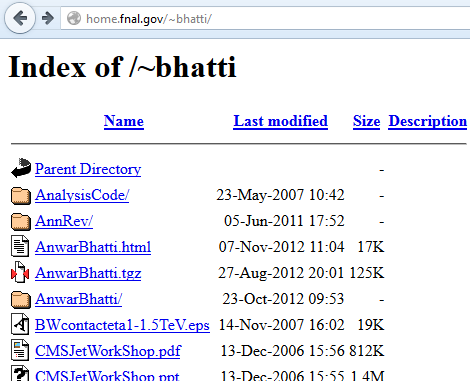 home.fnal.gov/~bhatti/
Index of /~bhatti
Name Last modified Size Description
Parent Directory -
AnalysisCode/ 23-May-2007 10:42 -
AnnRev/ 05-Jun-2011 17:52 -
AnwarBhatti.html 07-Nov-2012 11:04 17K
AnwarBhatti.tgz 27-Aug-2012 20:01 125K
AnwarBhatti/ 23-Oct-2012 09:53 -
BWcontacteta1-1.5TeV.eps 14-Nov-2007 16:02 19K
CMSJetWorkShop.pdf 13-Dec-2006 15:56 812K
CMSJetWorkShop.ppt 13-Dec-2006 15:55 1.4M